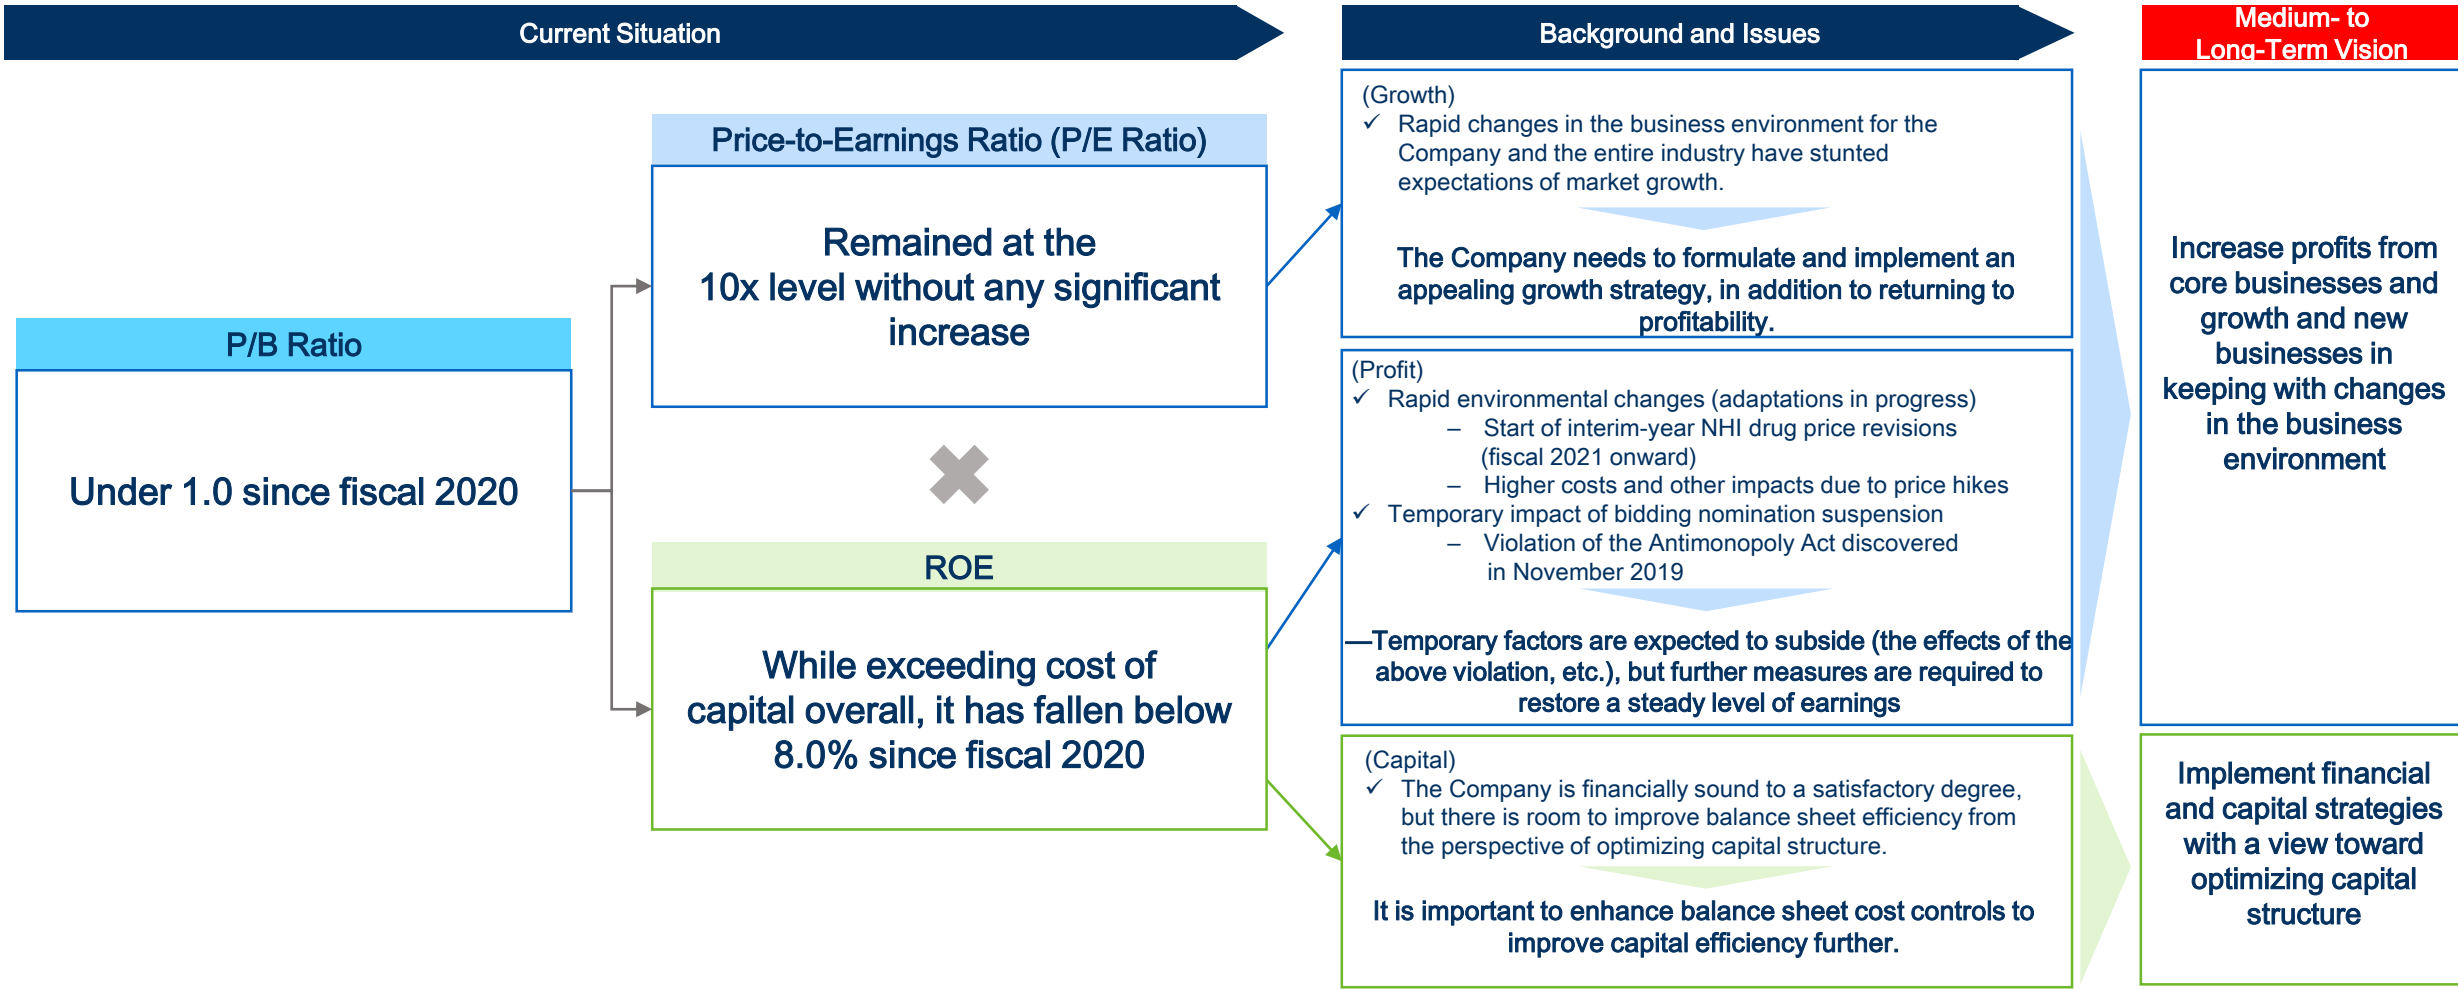 Current Situation
Background and Issues
Medium- to
Long-Term Vision
P/B Ratio
Under 1.0 since fiscal 2020
Price-to-Earnings Ratio (P/E Ratio)
Remained at the
10x level without any significant
increase
ROE
While exceeding cost of
capital overall, it has fallen below
8.0% since fiscal 2020
(Growth)
✓ Rapid changes in the business environment for the
Company and the entire industry have stunted
expectations of market growth.
The Company needs to formulate and implement an
appealing growth strategy, in addition to returning to
profitability.
(Profit)
✓ Rapid environmental changes (adaptations in progress)
– Start of interim-year NHI drug price revisions
(fiscal 2021 onward)
– Higher costs and other impacts due to price hikes
✓ Temporary impact of bidding nomination suspension
– Violation of the Antimonopoly Act discovered
in November 2019
—Temporary factors are expected to subside (the effects of the
above violation, etc.), but further measures are required to
restore a steady level of earnings
(Capital)
✓ The Company is financially sound to a satisfactory degree,
but there is room to improve balance sheet efficiency from
the perspective of optimizing capital structure.
It is important to enhance balance sheet cost controls to
improve capital efficiency further.
Increase profits from
core businesses and
growth and new
businesses in
keeping with changes
in the business
environment
Implement financial
and capital strategies
with a view toward
optimizing capital
structure